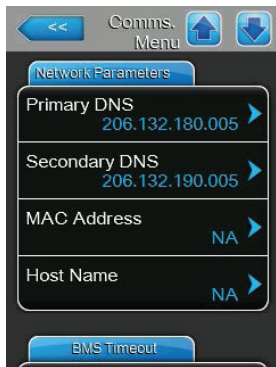 <<
Comms.
Menu
Network Parameters
Primary DNS
206.132.180.005
Secondary DNS
206.132.190.005
MAC Address
NA
Host Name
NA
BMS Timeout